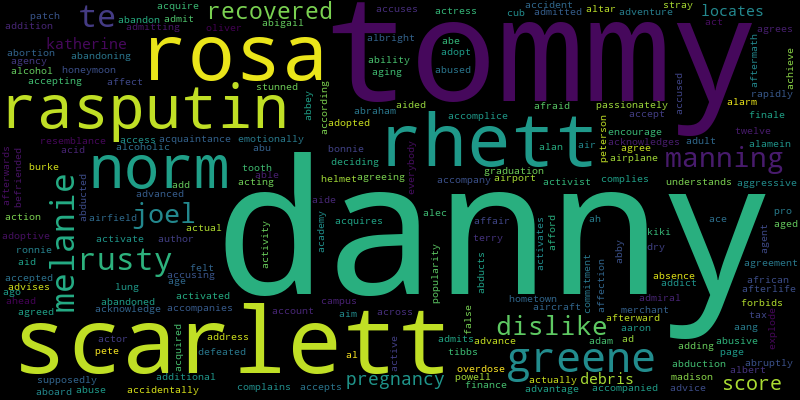 patch
addition
abandon
acquire
admit
te
recovered
abigail
oliver
admitting
accuses
actress
cub
accident
admitted
adventure
altar
stray
locates
act
agrees
katherine
abortion
abandoning
agency
alcohol
honeymoon
accepting
affect
rosa
stunned
tommy
albright
abe
adopt
ability
abused
aging
aftermath
achieve
accused
rapidly
rasputin
abbey
according
abraham
aided
adopted
accomplice
afraid
passionately
alarm
accept
finale
resemblance
access
acquaintance
emotionally
acid
alcoholic
abu
bonnie
deciding
rhett
alan
air
peterson
encourage
twelve
acknowledges
adult
alamein
agree
airplane
manning
afterwards
befriended
burke
norm
tooth
able
add
acting
helmet
agreeing
everybody
graduation
airport
accompany
activist
complies
understands
aggressive
abducted
advanced
action
melanie
joel
airfield
actual
aide
academy
acquires
alec
affair
terry
ah
afford
activates
ace
kiki
dry
pro
aged
agent
adoptive
ronnie
aid
activate
author
rusty
felt
accusing
age
activity
danny
popularity
abducts
commitment
affection
abby
absence
addict
agreement
african
afterlife
accepted
advises
ago
ahead
agreed
lung
activated
abandoned
acknowledge
accompanies
account
campus
aim
across
false
hometown
aircraft
merchant
admiral
forbids
afterward
tax
explode
aaron
aang
scarlett
actor
pete
acquired
address
defeated
al
active
admits
advance
tibbs
dislike
adam
ad
adding
abusive
page
abduction
abruptly
supposedly
aboard
abuse
accidentally
additional
complains
accepts
pregnancy
overdose
powell
finance
greene
actually
advantage
debris
accompanied
madison
albert
advice
score